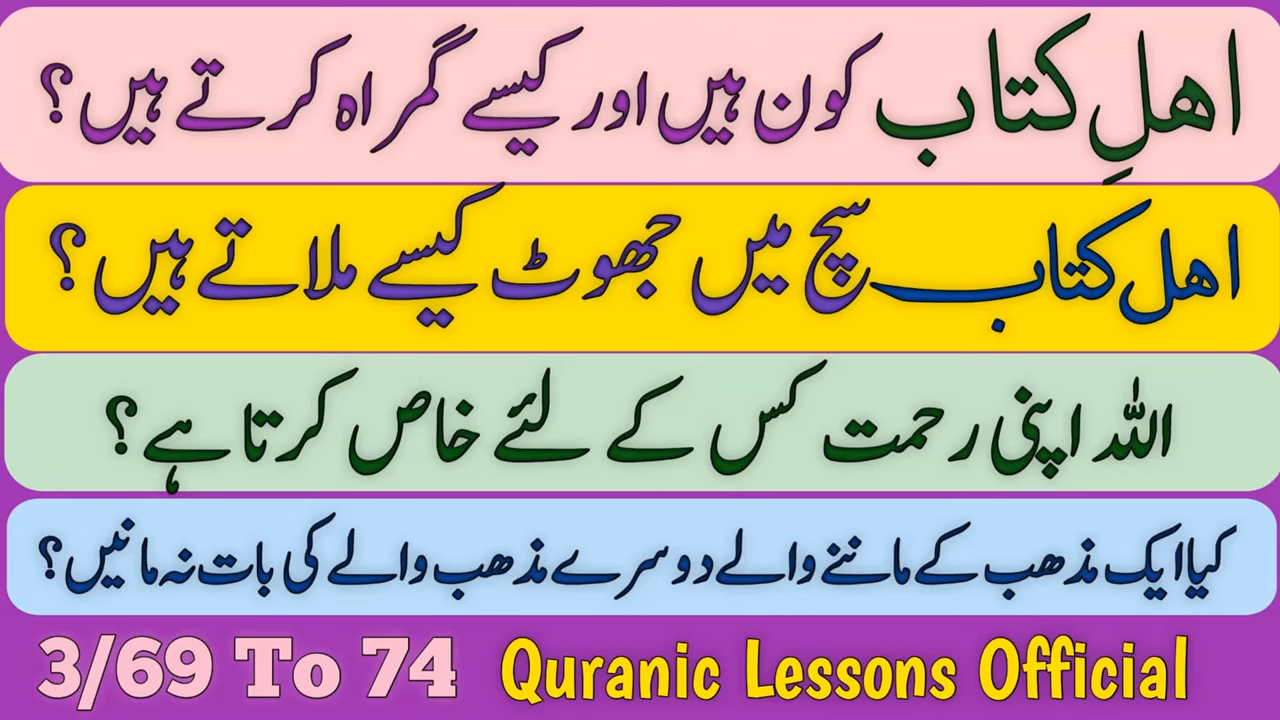 اھلِ کتاب کون ہیں اور کیسے گمراہ کرتے ہیں؟
اھل کتاب سچ میں جھوٹ کیسے ملاتے ہیں؟
اللہ اپنی رحمت کس کے لئے خاص کرتا ہے؟
کیا ایک مذھب کے ماننے والے دوسرے مذھب والے کی بات نہ مانیں؟
3/69 To 74 Quranic Lessons Official